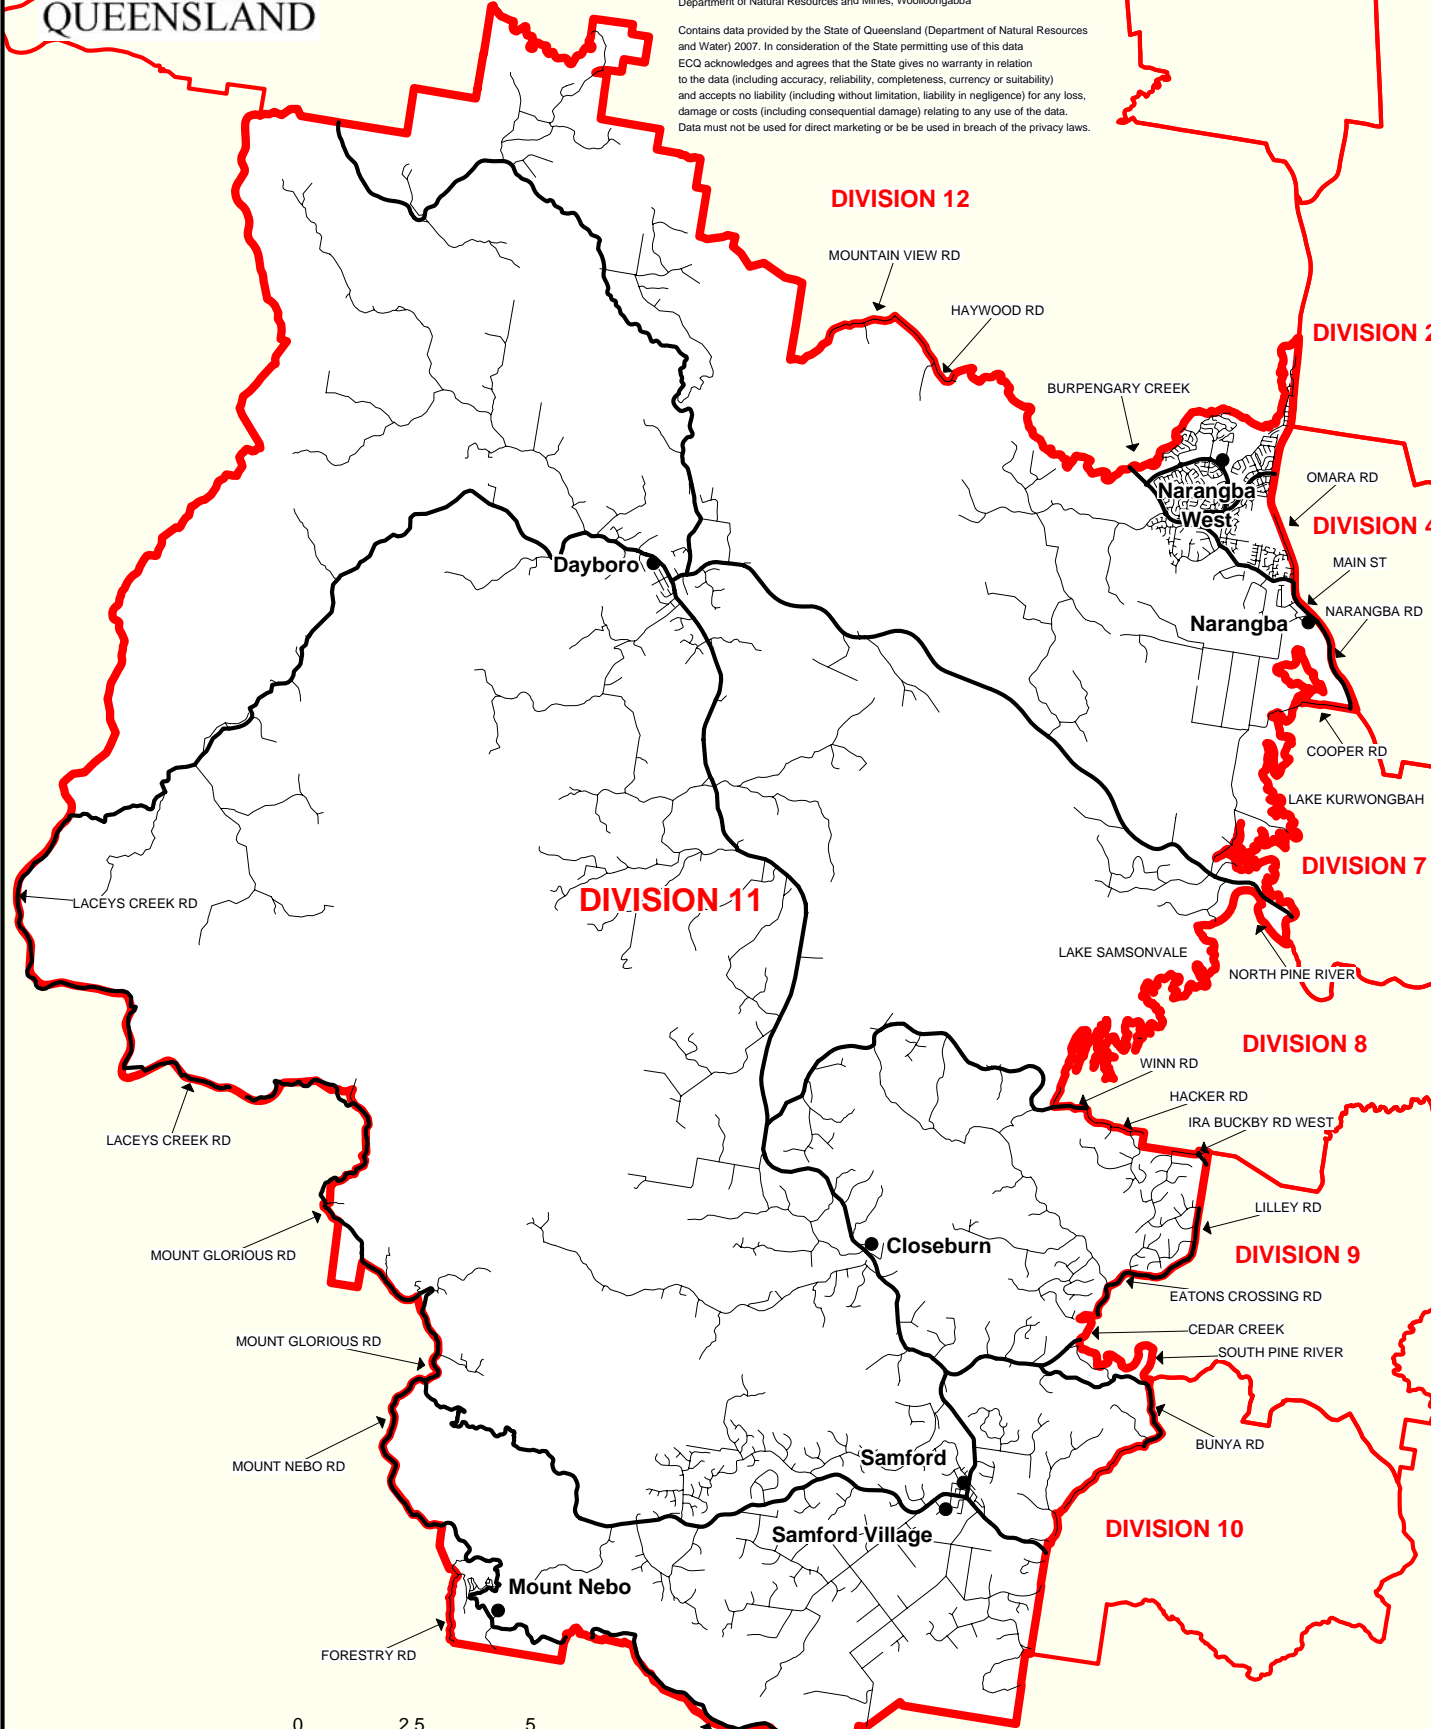 QUEENSLAND
Department of Natural Resources and Mines, Woolloongabba
Contains data provided by the State of Queensland (Department of Natural Resources
and Water) 2007. In consideration of the State permitting use of this data
ECQ acknowledges and agrees that the State gives no warranty in relation
to the data (including accuracy, reliability, completeness, currency or suitability)
and accepts no liability (including without limitation, liability in negligence) for any loss,
damage or costs (including consequential damage) relating to any use of the data.
Data must not be used for direct marketing or be be used in breach of the privacy laws.
DIVISION 12
MOUNTAIN VIEW RD
HAYWOOD RD
DIVISION 2
BURPENGARY CREEK
OMARA RD
Narangba
West
DIVISION 4
Dayboro
MAIN ST
NARANGBA RD
Narangba
COOPER RD
LAKE KURWONGBAH
DIVISION 7
DIVISION 11
LACEYS CREEK RD
LAKE SAMSONVALE
NORTH PINE RIVER
DIVISION 8
WINN RD
HACKER RD
IRA BUCKBY RD WEST
LACEYS CREEK RD
LILLEY RD
MOUNT GLORIOUS RD
Closeburn
DIVISION 9
EATONS CROSSING RD
CEDAR CREEK
MOUNT GLORIOUS RD
SOUTH PINE RIVER
BUNYA RD
Samford
MOUNT NEBO RD
DIVISION 10
Samford Village
Mount Nebo
FORESTRY RD
0 2.5 5